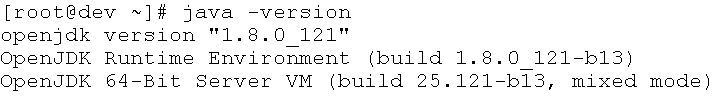 [root@dev ~]# java -version
openjdk version "1.8.0_121"
OpenJDK Runtime Environment (build 1.8.0_121-b13)
OpenJDK 64-Bit Server VM (build 25.121-b13, mixed mode)